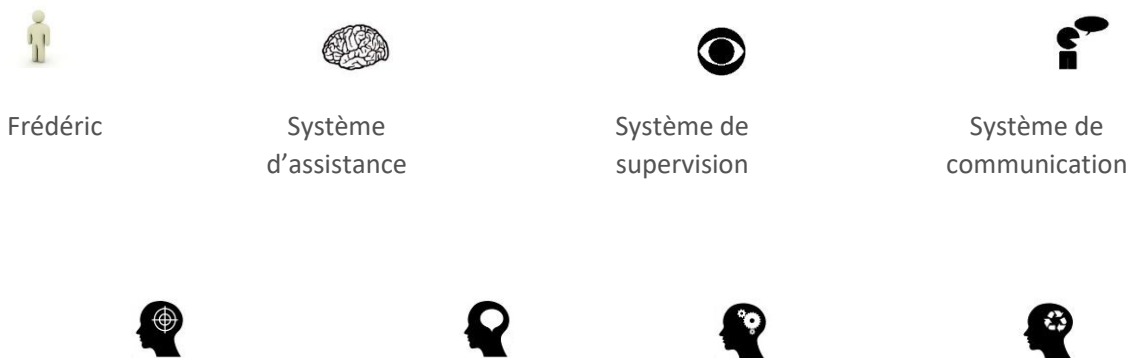 Frédéric
Système
d’assistance
Système de
supervision
Système de
communication